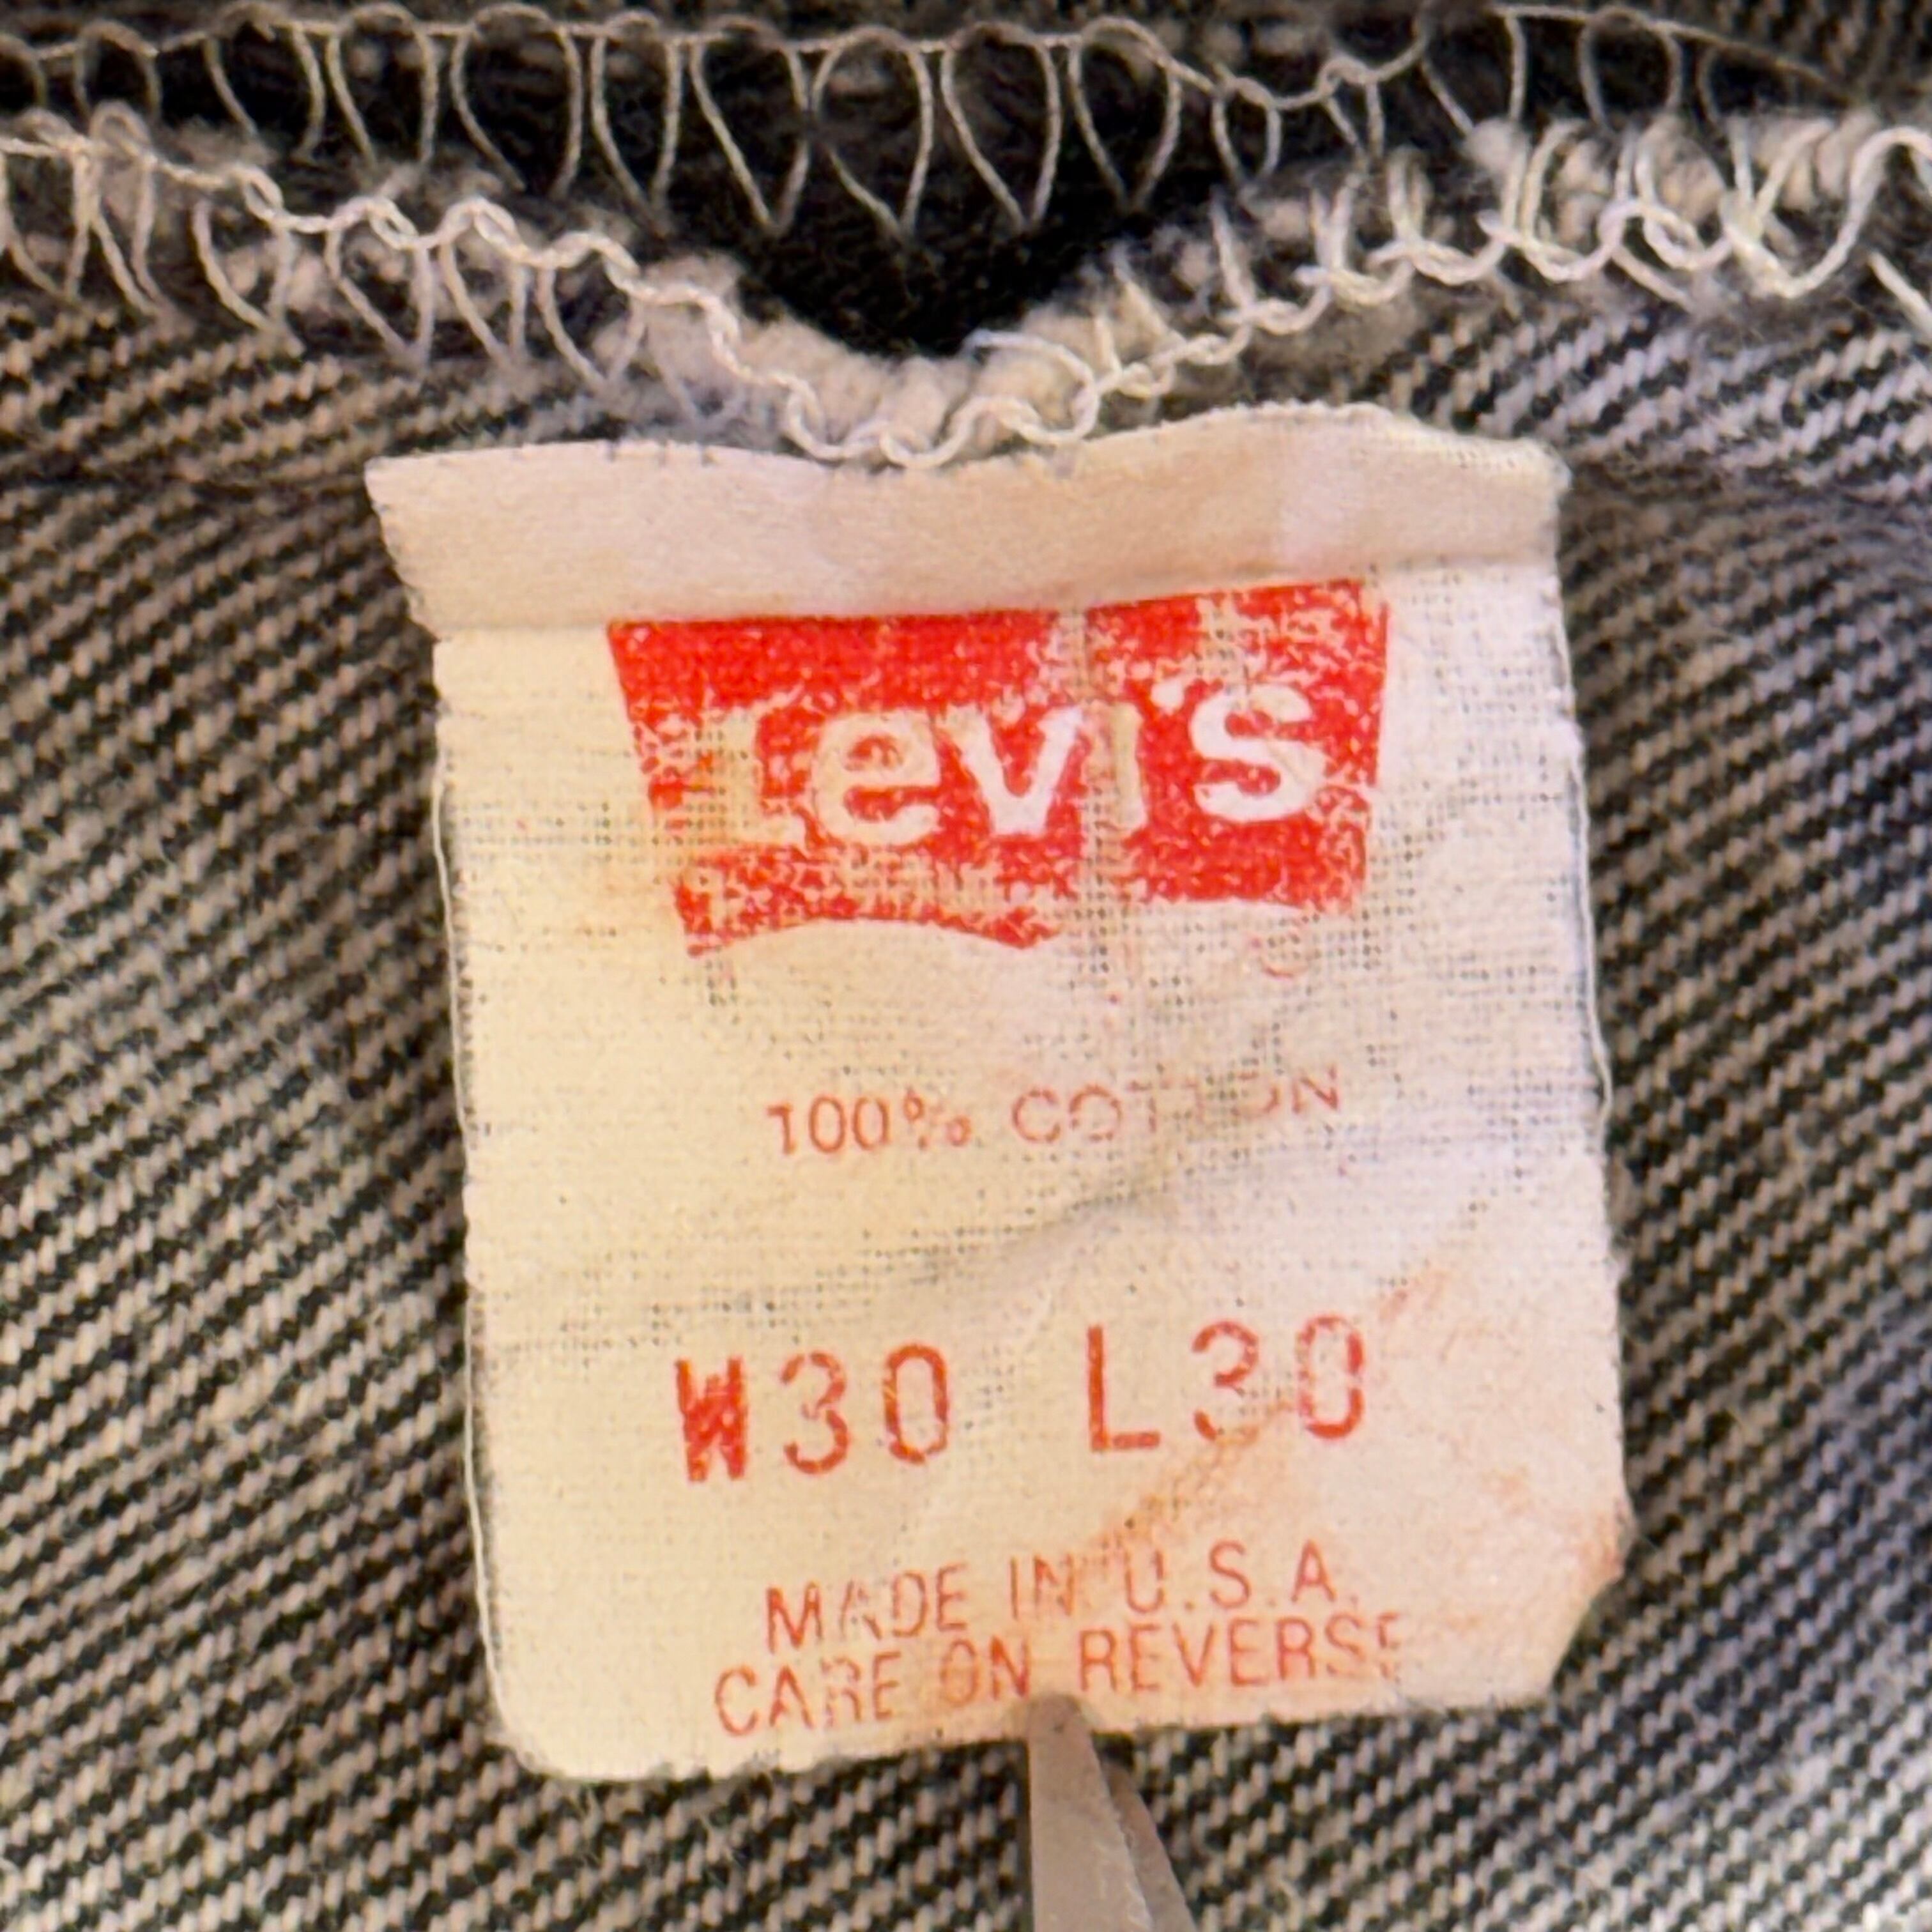 Levi's
100% COTTON
W30 L30
MADE IN U.S.A.
CARE ON REVERSE